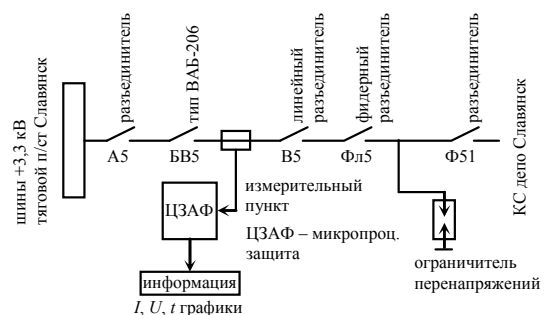 шины +3,3 кВ
тяговой п/ст Славянск
разъединитель
А5
тип ВАБ-206
БВ5
линейный
разъединитель
В5
фидерный
разъединитель
Фл5
разъединитель
Ф51
КС депо Славянск
ЦЗАФ
измерительный
пункт
ЦЗАФ – микропроц.
защита
информация
I, U, t графики
ограничитель
перенапряжений